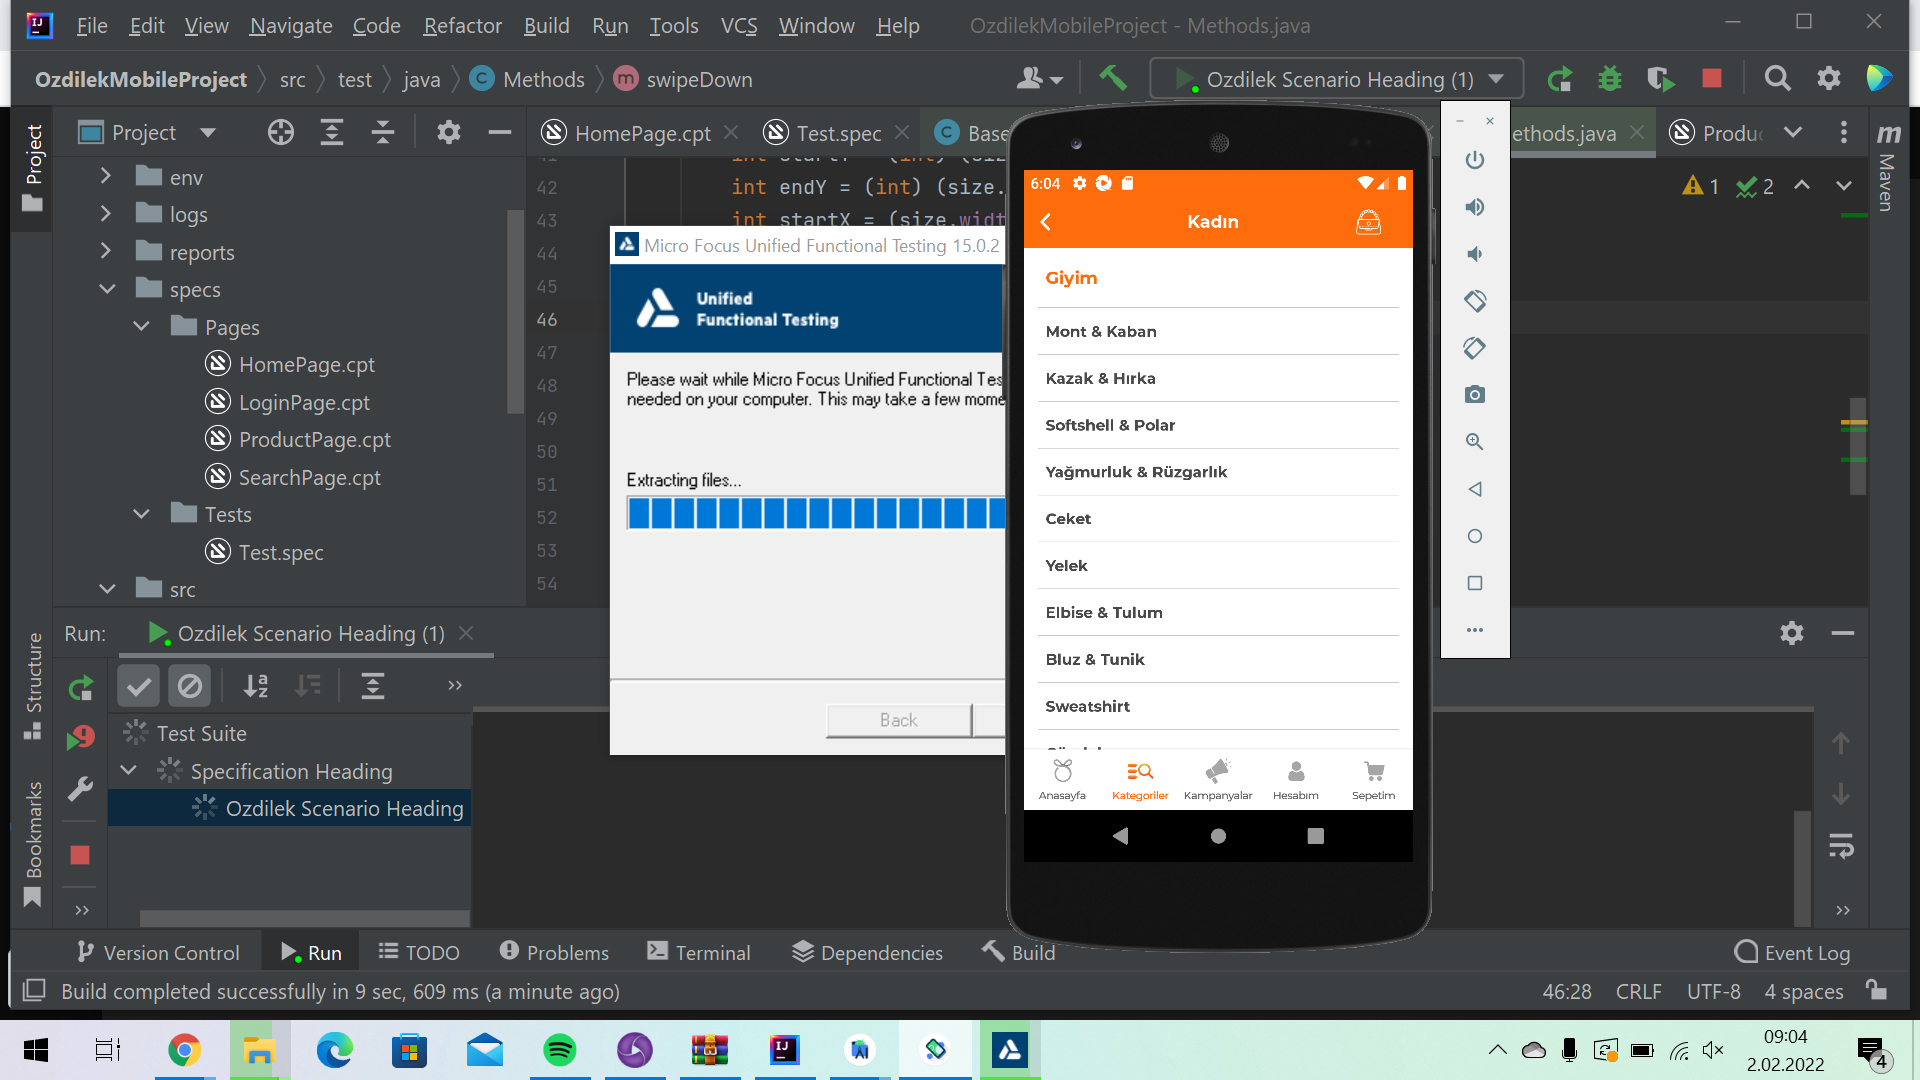 File Edit View Navigate Code Refactor Build Run Tools VCS Window Help OzdilekMobileProject - Methods.java
OzdilekMobileProject src test java Methods swipeDown Ozdilek Scenario Heading (1)
Project
HomePage.cpt Test.spec Base ethods.java Produc
Project
Maven
env
logs
reports
specs
Pages
HomePage.cpt
LoginPage.cpt
ProductPage.cpt
SearchPage.cpt
Tests
Test.spec
src
42 int endY = (int) (size.
43 int startX = (size.widt
44
45
46
47
48
49
50
51
52
53
54
1 2
Micro Focus Unified Functional Testing 15.0.2
Unified
Functional Testing
Please wait while Micro Focus Unified Functional Tes
needed on your computer. This may take a few mome
Extracting files...
Back
6:04
Kadın
Giyim
Mont & Kaban
Kazak & Hırka
Softshell & Polar
Yağmurluk & Rüzgarlık
Ceket
Yelek
Elbise & Tulum
Bluz & Tunik
Sweatshirt
Anasayfa Kategoriler Kampanyalar Hesabım Sepetim
Run: Ozdilek Scenario Heading (1)
Structure
Bookmarks
Test Suite
Specification Heading
Ozdilek Scenario Heading
Version Control Run TODO Problems Terminal Dependencies Build Event Log
Build completed successfully in 9 sec, 609 ms (a minute ago) 46:28 CRLF UTF-8 4 spaces
09:04
2.02.2022
4